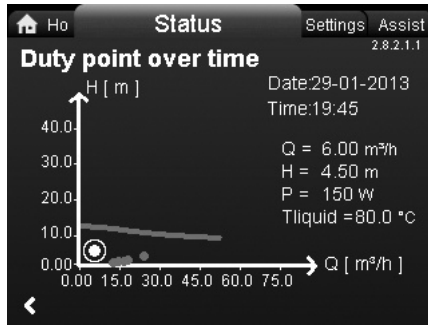 Ho Status Settings Assist
2.8.2.1.1
Duty point over time
H [ m ]
Date:29-01-2013
Time:19:45
40.0
30.0
20.0
10.0
0.00
Q = 6.00 m³/h
H = 4.50 m
P = 150 W
Tliquid =80.0 °C
Q [ m³/h ]
0.00 15.0 30.0 45.0 60.0 75.0